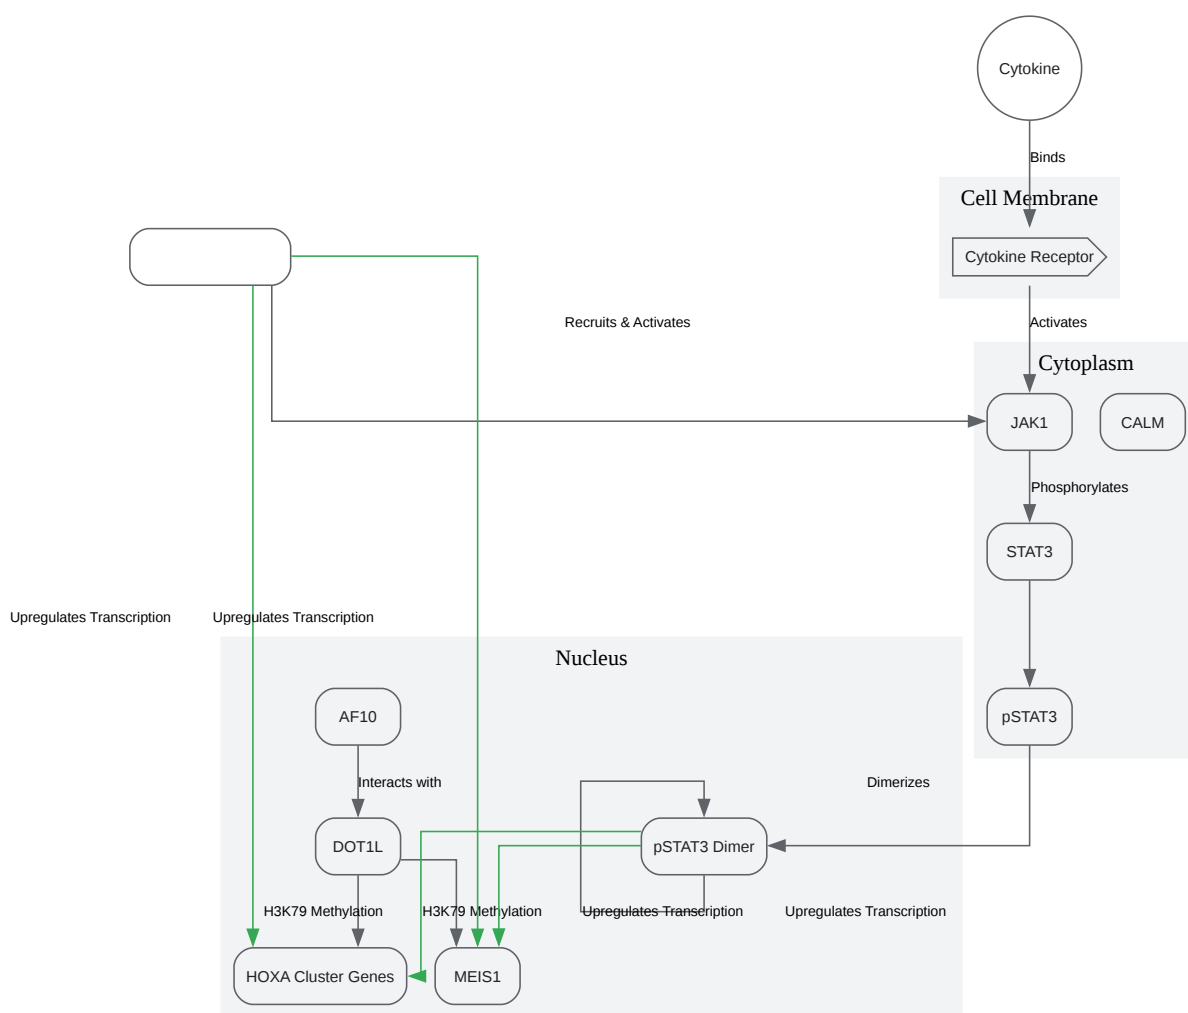 Cytokine
Binds
Cell Membrane
Cytokine Receptor
Recruits & Activates
Activates
Cytoplasm
JAK1
CALM
Phosphorylates
STAT3
Upregulates Transcription
Upregulates Transcription
Nucleus
AF10
pSTAT3
Interacts with
Dimerizes
DOT1L
pSTAT3 Dimer
H3K79 Methylation
H3K79 Methylation
Upregulates Transcription
Upregulates Transcription
HOXA Cluster Genes
MEIS1